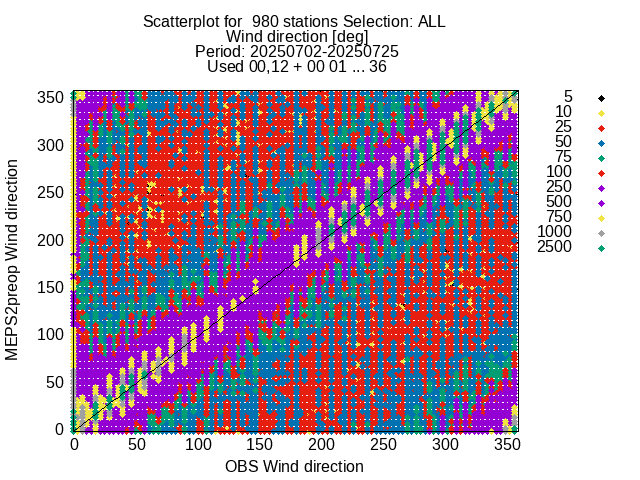 Scatterplot for  980 stations Selection: ALL
Wind direction [deg]
Period: 20250702-20250725
Used 00,12 + 00 01 ... 36
5
10
25
50
75
100
250
500
750
1000
2500
MEPS2preop Wind direction
350
300
250
200
150
100
50
0
0 50 100 150 200 250 300 350
OBS Wind direction